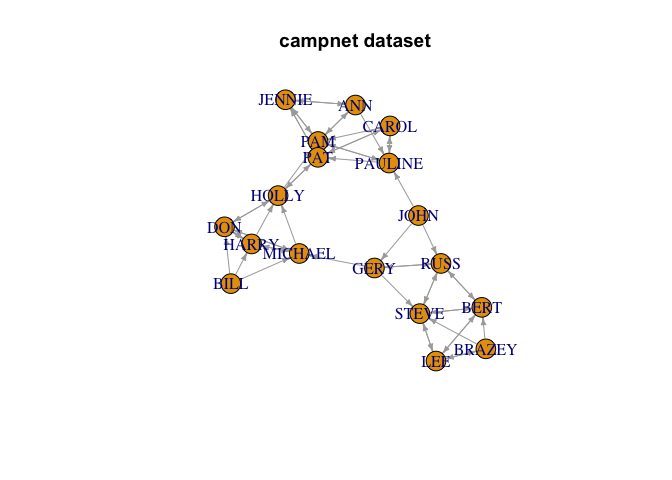 campnet dataset
JENNIE
ANN
CAROL
PAM
PAT
PAULINE
HOLLY
JOHN
DON
HARRY
MICHAEL
GERY
RUSS
BILL
STEVE
BERT
BRAZEY
LEE